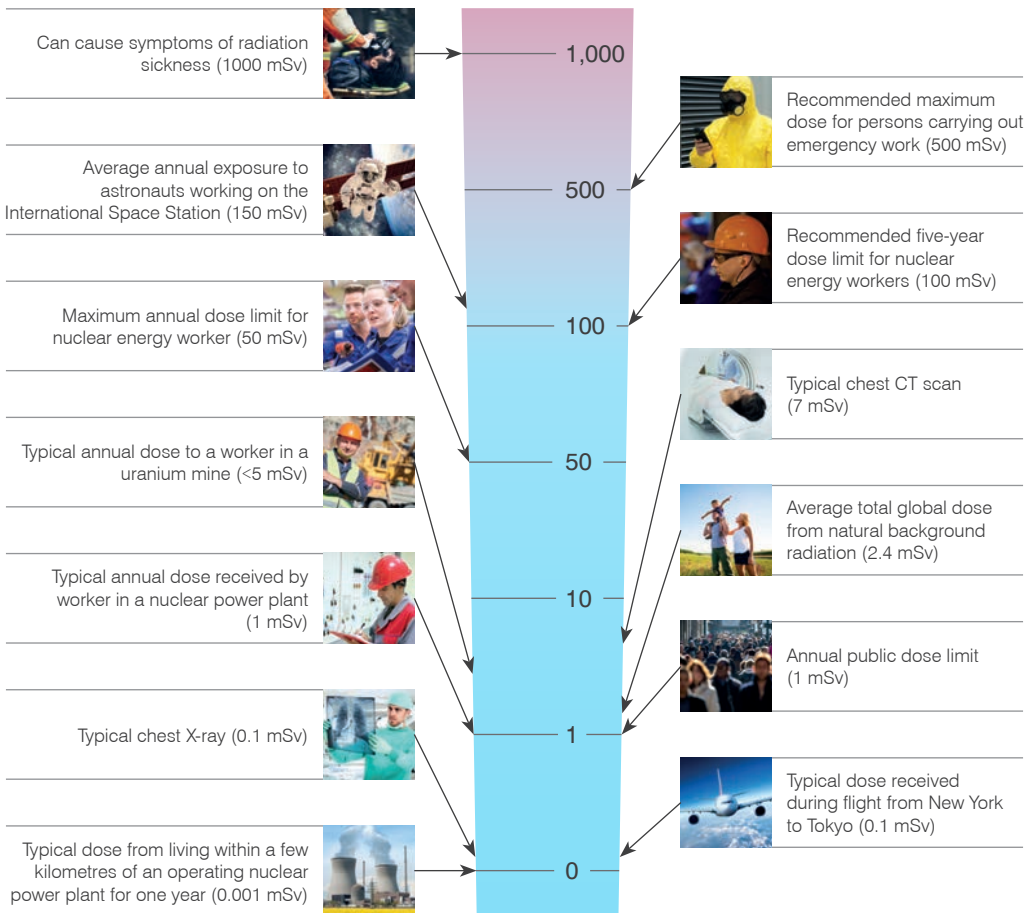 Can cause symptoms of radiation
sickness (1000 mSv)
Average annual exposure to
astronauts working on the
International Space Station (150 mSv)
Maximum annual dose limit for
nuclear energy worker (50 mSv)
Typical annual dose to a worker in a
uranium mine (<5 mSv)
Typical annual dose received by
worker in a nuclear power plant
(1 mSv)
Typical chest X-ray (0.1 mSv)
Typical dose from living within a few
kilometres of an operating nuclear
power plant for one year (0.001 mSv)
1,000
500
100
50
10
1
0
Recommended maximum
dose for persons carrying out
emergency work (500 mSv)
Recommended five-year
dose limit for nuclear
energy workers (100 mSv)
Typical chest CT scan
(7 mSv)
Average total global dose
from natural background
radiation (2.4 mSv)
Annual public dose limit
(1 mSv)
Typical dose received
during flight from New York
to Tokyo (0.1 mSv)